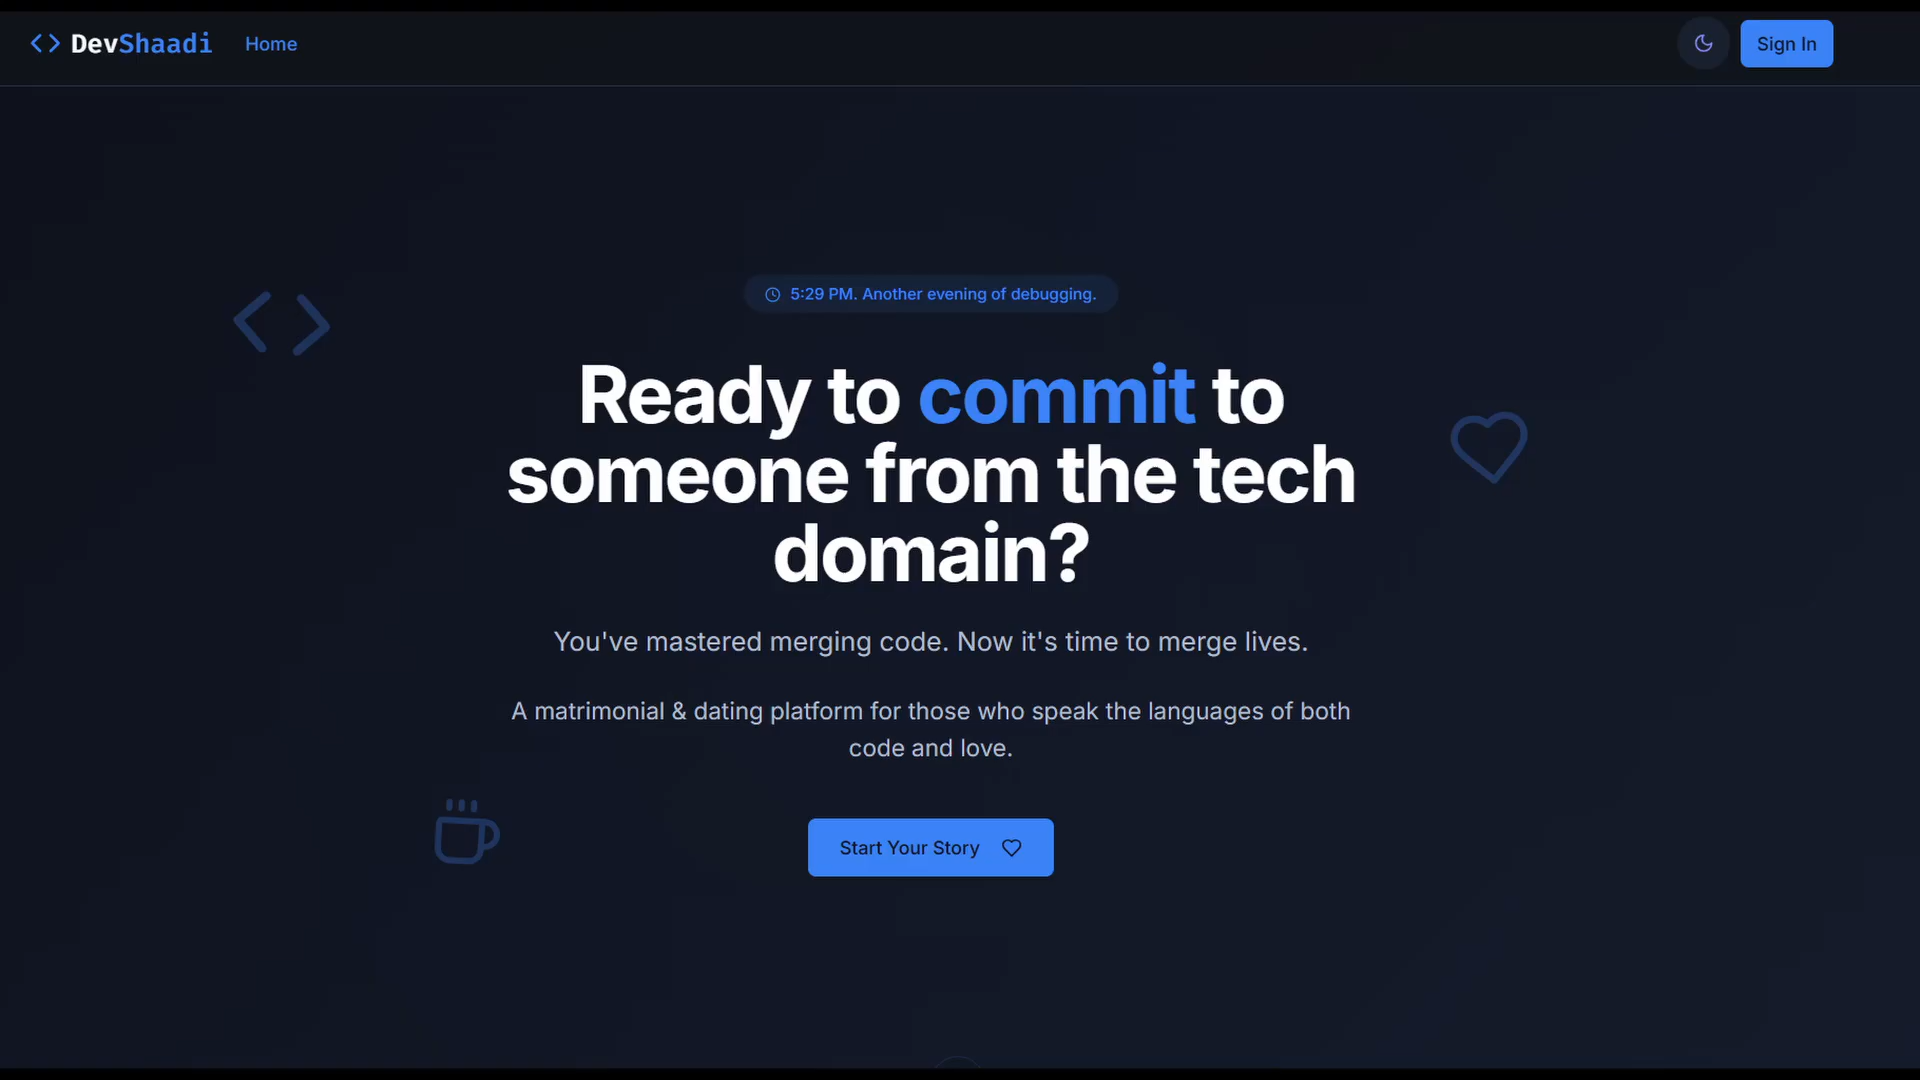 DevShaadi
Home
Sign In
5:29 PM. Another evening of debugging.
Ready to commit to
someone from the tech
domain?
You've mastered merging code. Now it's time to merge lives.
A matrimonial & dating platform for those who speak the languages of both
code and love.
Start Your Story